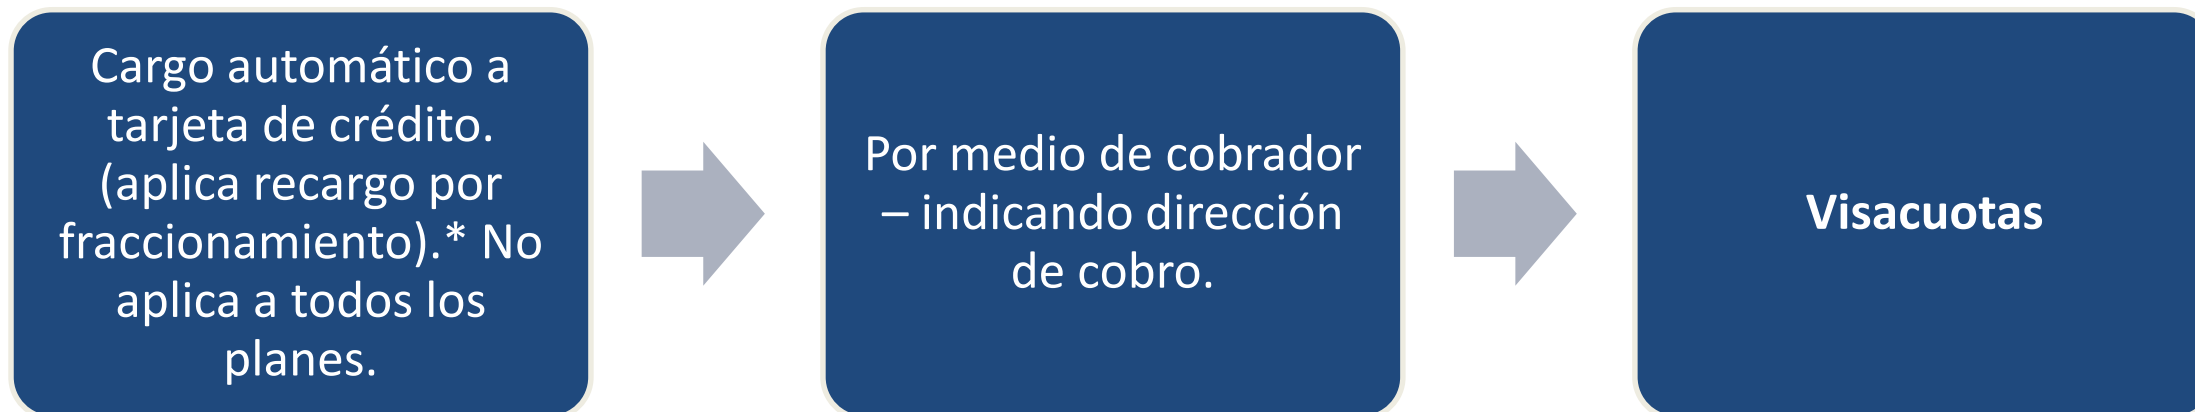 Cargo automático a
tarjeta de crédito.
(aplica recargo por
fraccionamiento).* No
aplica a todos los
planes.
Por medio de cobrador
– indicando dirección
de cobro.
Visacuotas